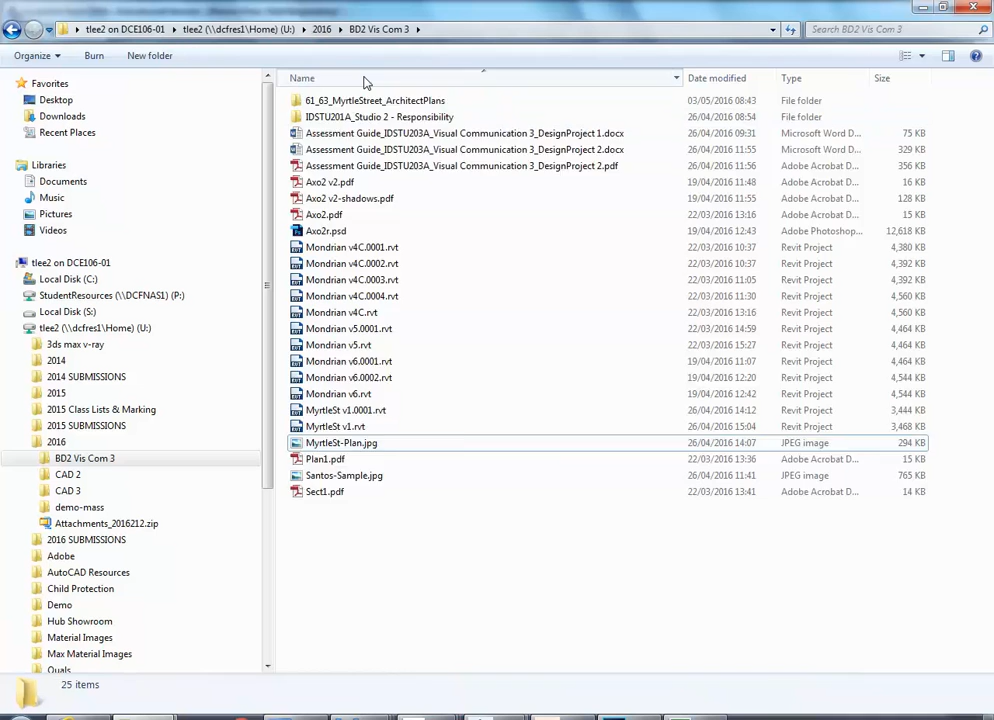 tlee2 on DCE106-01 tlee2 (\\dcfres1\Home) (U:) 2016 BD2 Vis Com 3 Search BD2 Vis Com 3
Organize Burn New folder
Favorites
Desktop
Downloads
Recent Places
Libraries
Documents
Music
Pictures
Videos
tlee2 on DCE106-01
Local Disk (C:)
StudentResources (\\DCFNAS1) (P:)
Local Disk (S:)
tlee2 (\\dcfres1\Home) (U:)
3ds max v-ray
2014
2014 SUBMISSIONS
2015
2015 Class Lists & Marking
2015 SUBMISSIONS
2016
BD2 Vis Com 3
CAD 2
CAD 3
demo-mass
Attachments_2016212.zip
2016 SUBMISSIONS
Adobe
AutoCAD Resources
Child Protection
Demo
Hub Showroom
Material Images
Max Material Images
Quals
Name Date modified Type Size
61_63_MyrtleStreet_ArchitectPlans 03/05/2016 08:43 File folder
IDSTU201A_Studio 2 - Responsibility 26/04/2016 08:54 File folder
Assessment Guide_IDSTU203A_Visual Communication 3_DesignProject 1.docx 26/04/2016 09:31 Microsoft Word D... 75 KB
Assessment Guide_IDSTU203A_Visual Communication 3_DesignProject 2.docx 26/04/2016 11:55 Microsoft Word D... 329 KB
Assessment Guide_IDSTU203A_Visual Communication 3_DesignProject 2.pdf 26/04/2016 11:56 Adobe Acrobat D... 356 KB
Axo2 v2.pdf 19/04/2016 11:48 Adobe Acrobat D... 16 KB
Axo2 v2-shadows.pdf 19/04/2016 11:55 Adobe Acrobat D... 128 KB
Axo2.pdf 22/03/2016 13:16 Adobe Acrobat D... 15 KB
Axo2r.psd 19/04/2016 12:43 Adobe Photoshop... 12,618 KB
Mondrian v4C.0001.rvt 22/03/2016 10:37 Revit Project 4,380 KB
Mondrian v4C.0002.rvt 22/03/2016 10:37 Revit Project 4,392 KB
Mondrian v4C.0003.rvt 22/03/2016 11:05 Revit Project 4,392 KB
Mondrian v4C.0004.rvt 22/03/2016 11:30 Revit Project 4,560 KB
Mondrian v4C.rvt 22/03/2016 13:16 Revit Project 4,560 KB
Mondrian v5.0001.rvt 22/03/2016 14:59 Revit Project 4,464 KB
Mondrian v5.rvt 22/03/2016 15:27 Revit Project 4,464 KB
Mondrian v6.0001.rvt 19/04/2016 11:07 Revit Project 4,464 KB
Mondrian v6.0002.rvt 19/04/2016 12:20 Revit Project 4,544 KB
Mondrian v6.rvt 19/04/2016 12:42 Revit Project 4,544 KB
MyrtleSt v1.0001.rvt 26/04/2016 14:12 Revit Project 3,444 KB
MyrtleSt v1.rvt 26/04/2016 15:04 Revit Project 3,468 KB
MyrtleSt-Plan.jpg 26/04/2016 14:07 JPEG image 294 KB
Plan1.pdf 22/03/2016 13:36 Adobe Acrobat D... 15 KB
Santos-Sample.jpg 26/04/2016 11:41 JPEG image 765 KB
Sect1.pdf 22/03/2016 13:41 Adobe Acrobat D... 14 KB
25 items